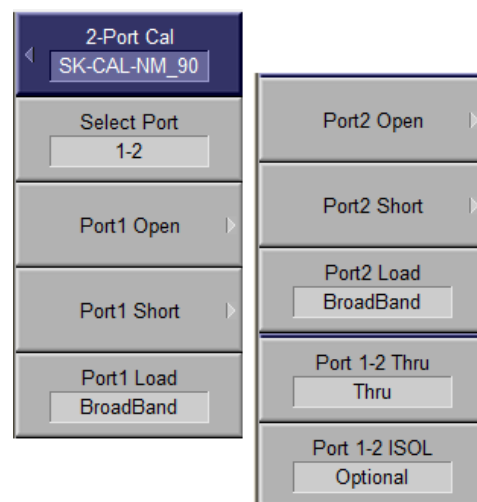 2-Port Cal
SK-CAL-NM_90
Select Port
1-2
Port1 Open
Port1 Short
Port1 Load
BroadBand
Port2 Open
Port2 Short
Port2 Load
BroadBand
Port 1-2 Thru
Thru
Port 1-2 ISOL
Optional